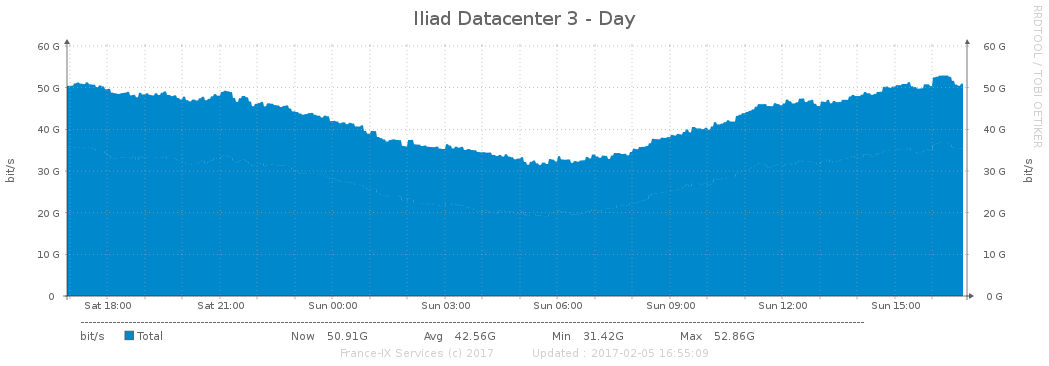 Iliad Datacenter 3 - Day
RRDTOOL / TOBI OETIKER
60 G 60 G
50 G 50 G
40 G 40 G
30 G 30 G
20 G 20 G
10 G 10 G
0 0 G
bit/s bit/s
Sat 18:00 Sat 21:00 Sun 00:00 Sun 03:00 Sun 06:00 Sun 09:00 Sun 12:00 Sun 15:00
bit/s Total Now 50.91G Avg 42.56G Min 31.42G Max 52.86G
France-IX Services (c) 2017 Updated : 2017-02-05 16:55:09